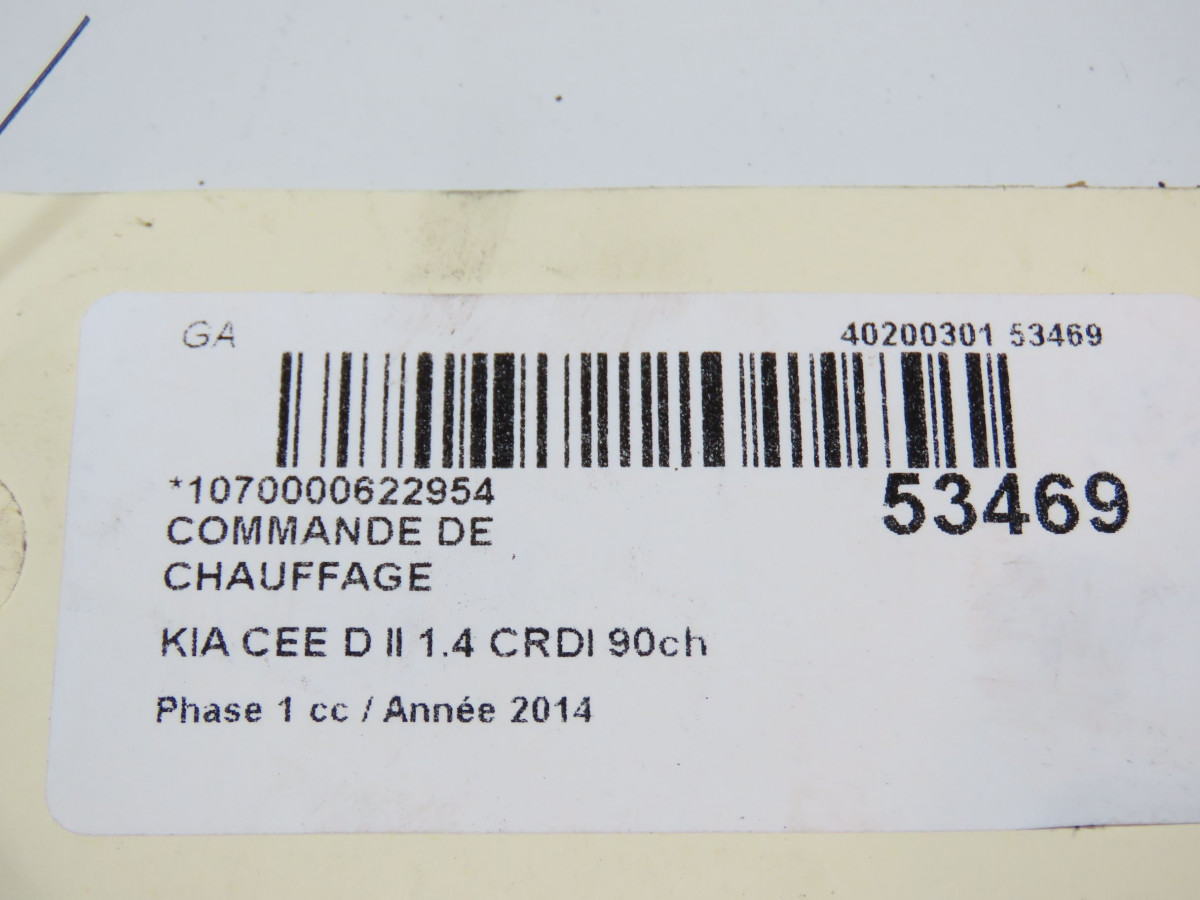 GA 40200301 53469
*1070000622954 53469
COMMANDE DE
CHAUFFAGE
KIA CEE D II 1.4 CRDI 90ch
Phase 1 cc / Année 2014